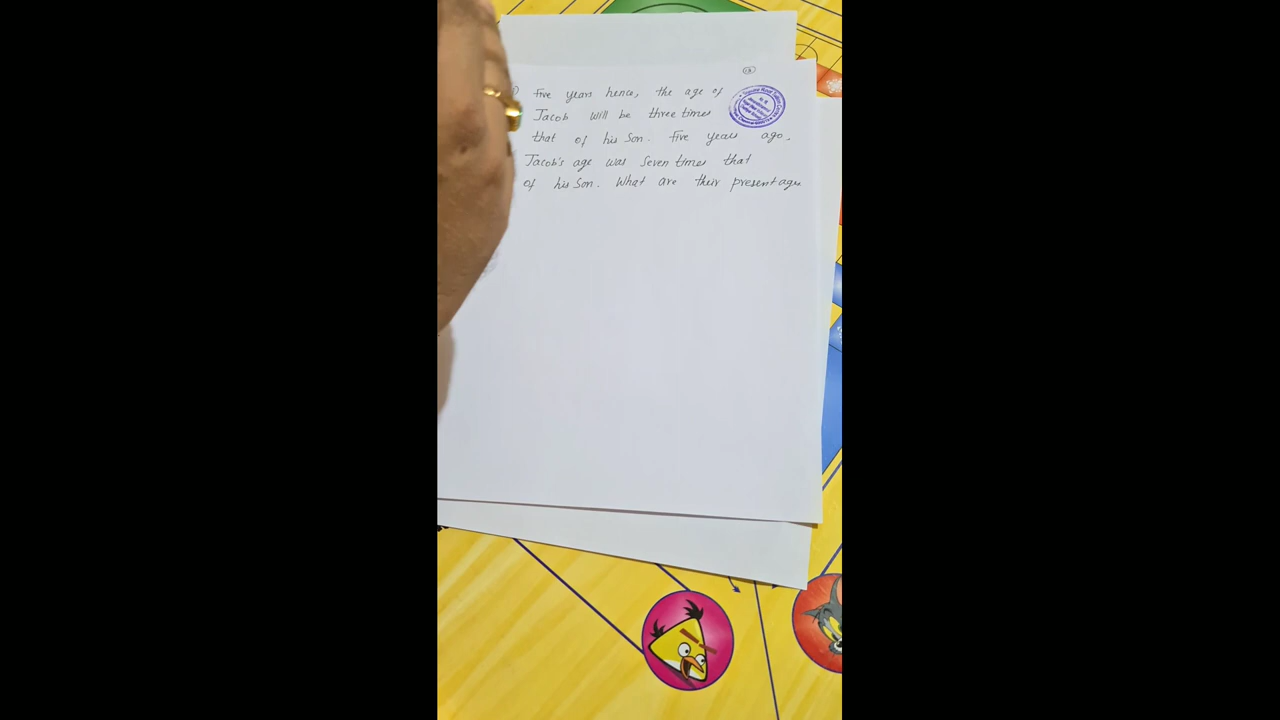 13
Five years hence, the age of
Jacob will be three times
that of his Son. Five years ago.
Jacob's age was Seven times that
of his Son. What are their present ages